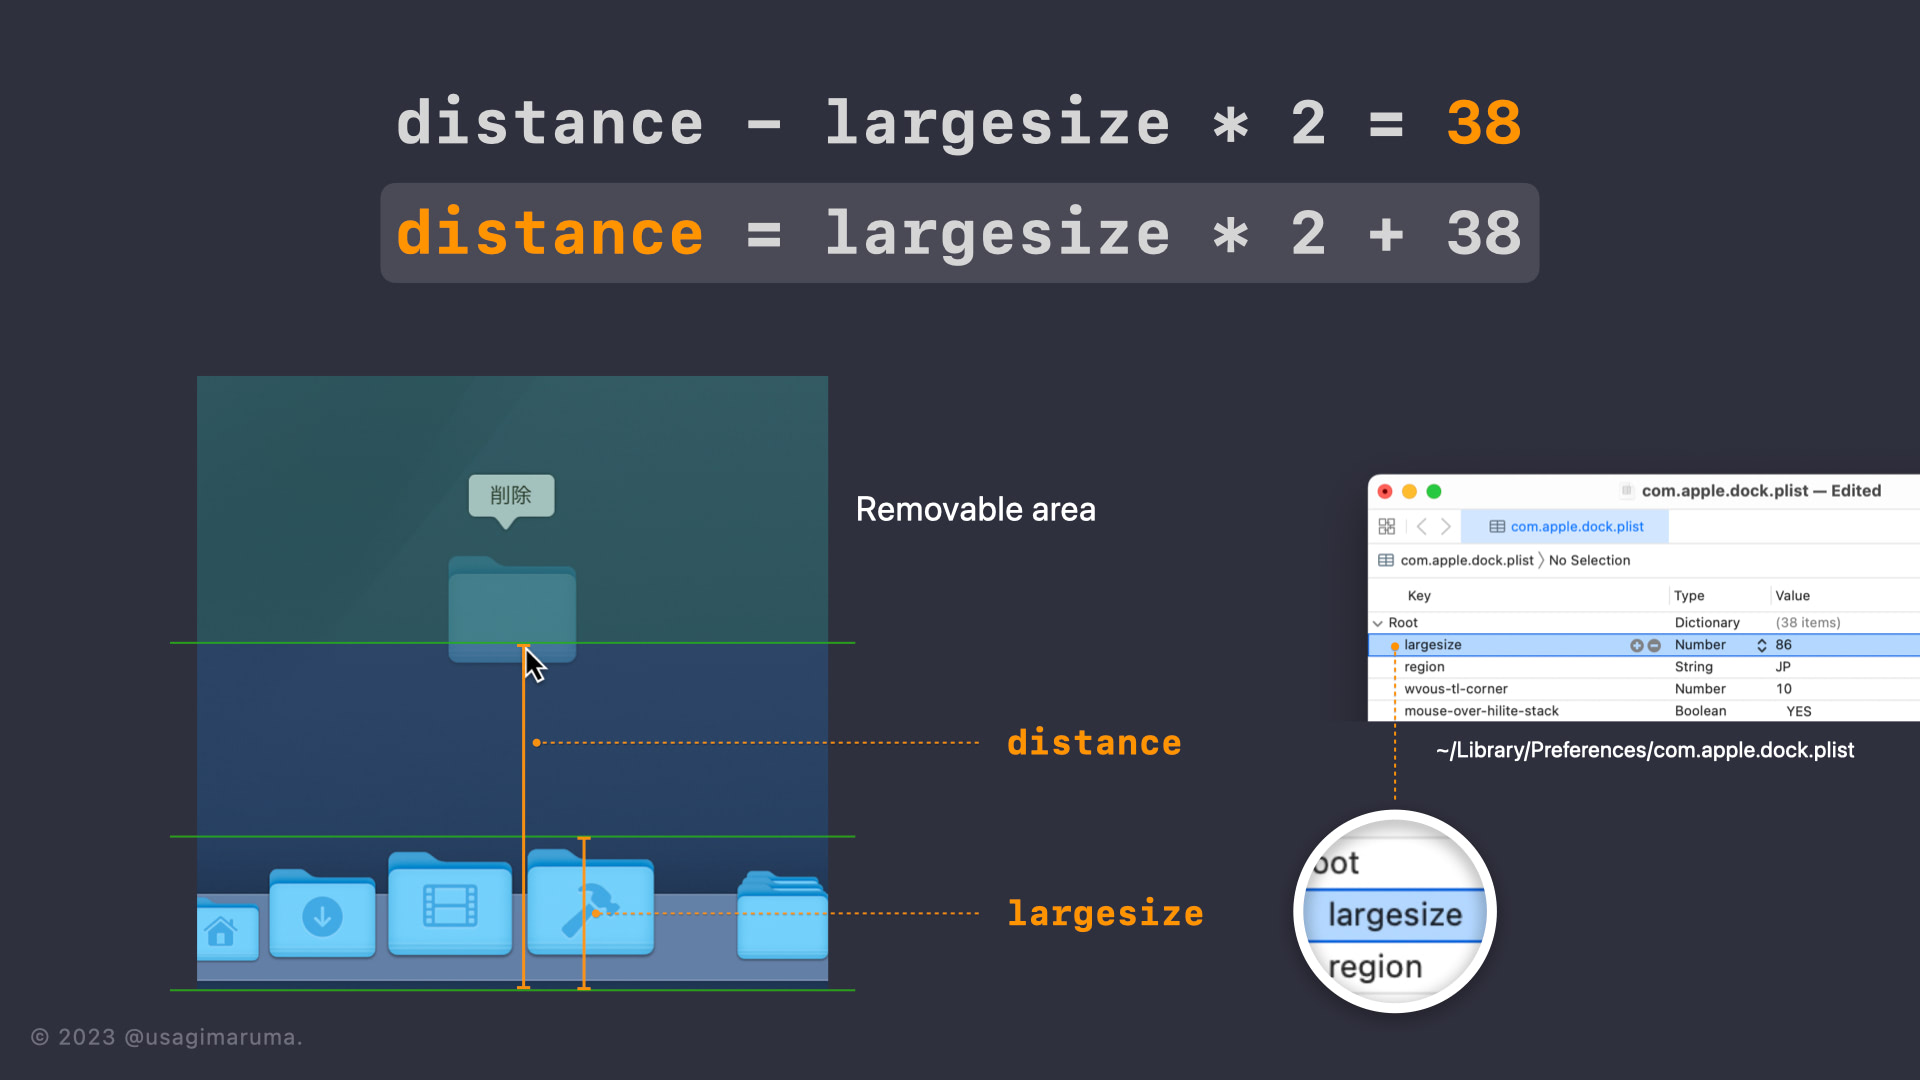 distance - largesize * 2 = 38
distance = largesize * 2 + 38
削除
Removable area
distance
largesize
com.apple.dock.plist — Edited
com.apple.dock.plist
com.apple.dock.plist 〉 No Selection
Key Type Value
Root Dictionary (38 items)
largesize Number 86
region String JP
wvous-tl-corner Number 10
mouse-over-hilite-stack Boolean YES
~/Library/Preferences/com.apple.dock.plist
oot
largesize
region
© 2023 @usagimaruma.